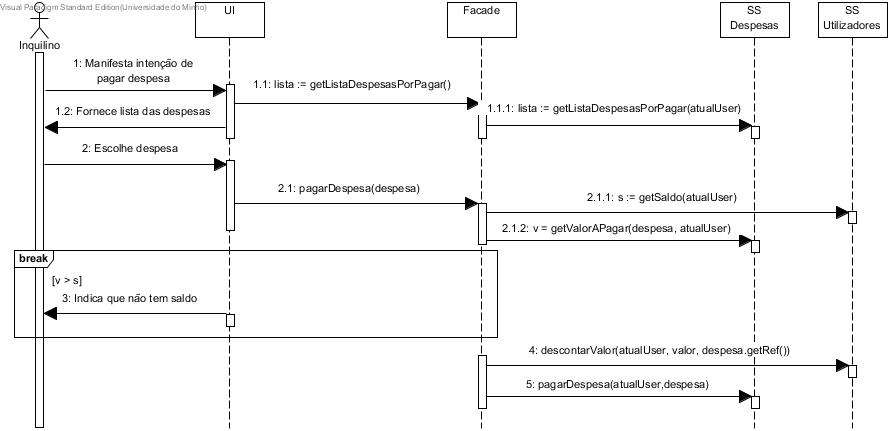 Visual Paradigm Standard Edition(Universidade do Minho)
UI
Facade
SS
Despesas
SS
Utilizadores
Inquilino
1: Manifesta intenção de
pagar despesa
1.1: lista := getListaDespesasPorPagar()
1.1.1: lista := getListaDespesasPorPagar(atualUser)
1.2: Fornece lista das despesas
2: Escolhe despesa
2.1: pagarDespesa(despesa)
2.1.1: s := getSaldo(atualUser)
2.1.2: v = getValorAPagar(despesa, atualUser)
break
[v > s]
3: Indica que não tem saldo
4: descontarValor(atualUser, valor, despesa.getRef())
5: pagarDespesa(atualUser,despesa)